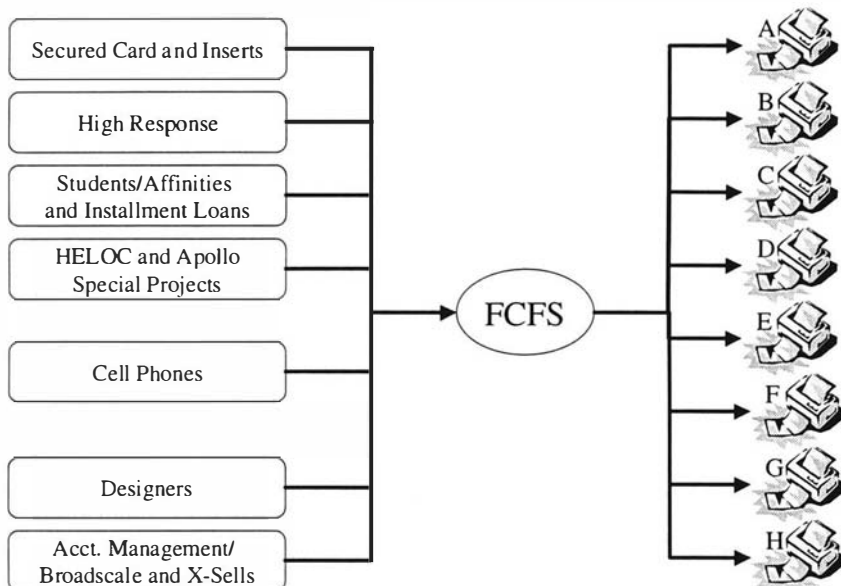 Secured Card and Inserts
High Response
Students/Affinities
and Installment Loans
HELOC and Apollo
Special Projects
Cell Phones
Designers
Acct. Management/
Broadscale and X-Sells
FCFS
A
B
C
D
E
F
G
H